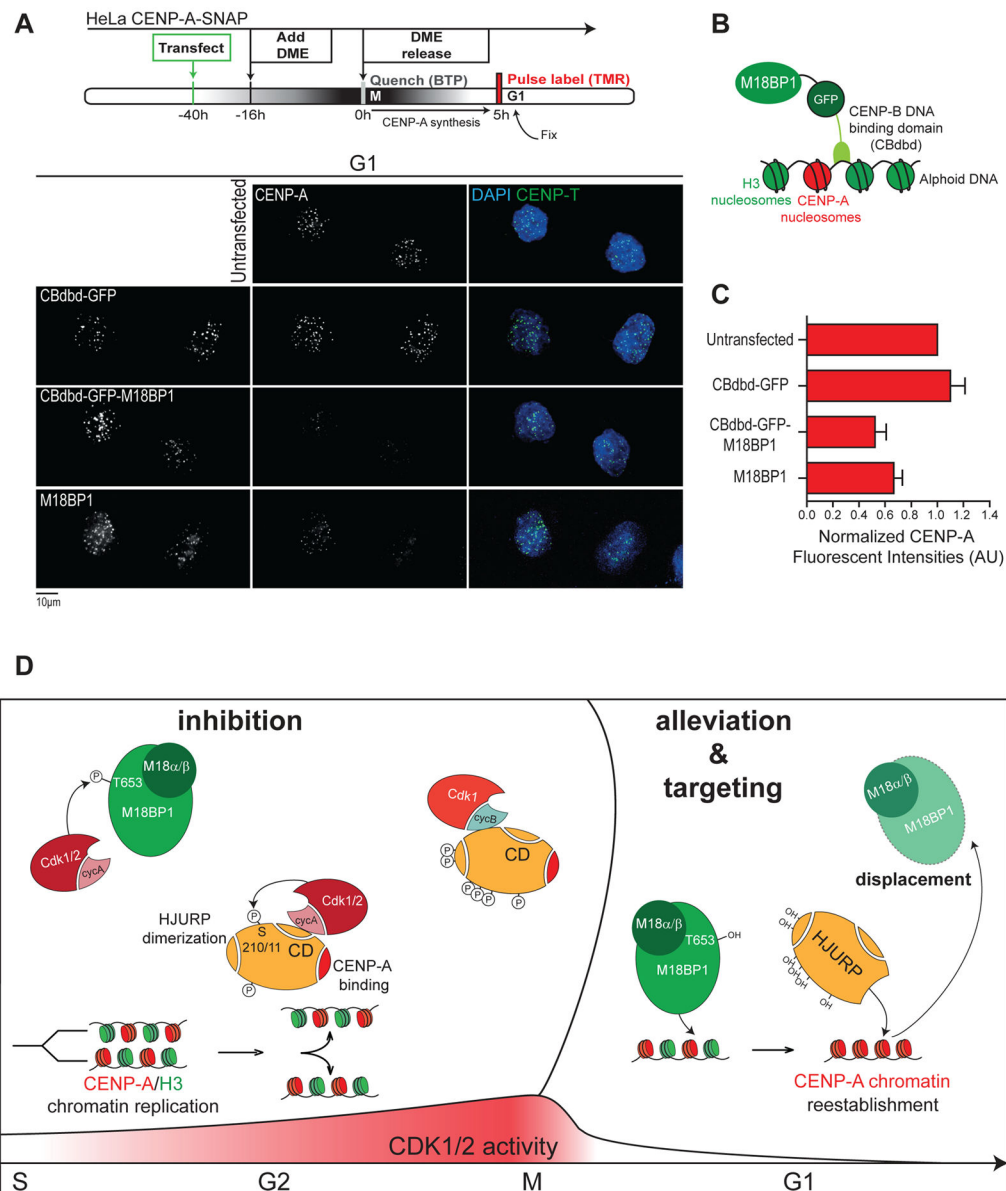 A
HeLa CENP-A-SNAP
Transfect
Add
DME
DME
release
Quench (BTP)
Pulse label (TMR)
M
G1
-40h
-16h
0h
CENP-A synthesis
5h
Fix
G1
Untransfected
CENP-A
DAPI CENP-T
CBdbd-GFP
CBdbd-GFP-M18BP1
M18BP1
10µm
B
M18BP1
GFP
CENP-B DNA
binding domain
(CBdbd)
Alphoid DNA
H3
nucleosomes
CENP-A
nucleosomes
C
Untransfected
CBdbd-GFP
CBdbd-GFP-
M18BP1
M18BP1
0.0 0.2 0.4 0.6 0.8 1.0 1.2 1.4
Normalized CENP-A
Fluorescent Intensities (AU)
D
inhibition
alleviation
&
targeting
P
T653
M18α/β
M18BP1
Cdk1/2
cycA
Cdk1
cycB
CD
P
P
P
P
P
P
HJURP
dimerization
P
S
210/11
CD
cycA
Cdk1/2
P
CENP-A
binding
CENP-A/H3
chromatin replication
M18α/β
M18BP1
displacement
M18α/β
T653
OH
M18BP1
OH
OH
HJURP
OH
OH
OH
OH
CENP-A chromatin
reestablishment
CDK1/2 activity
S G2 M G1